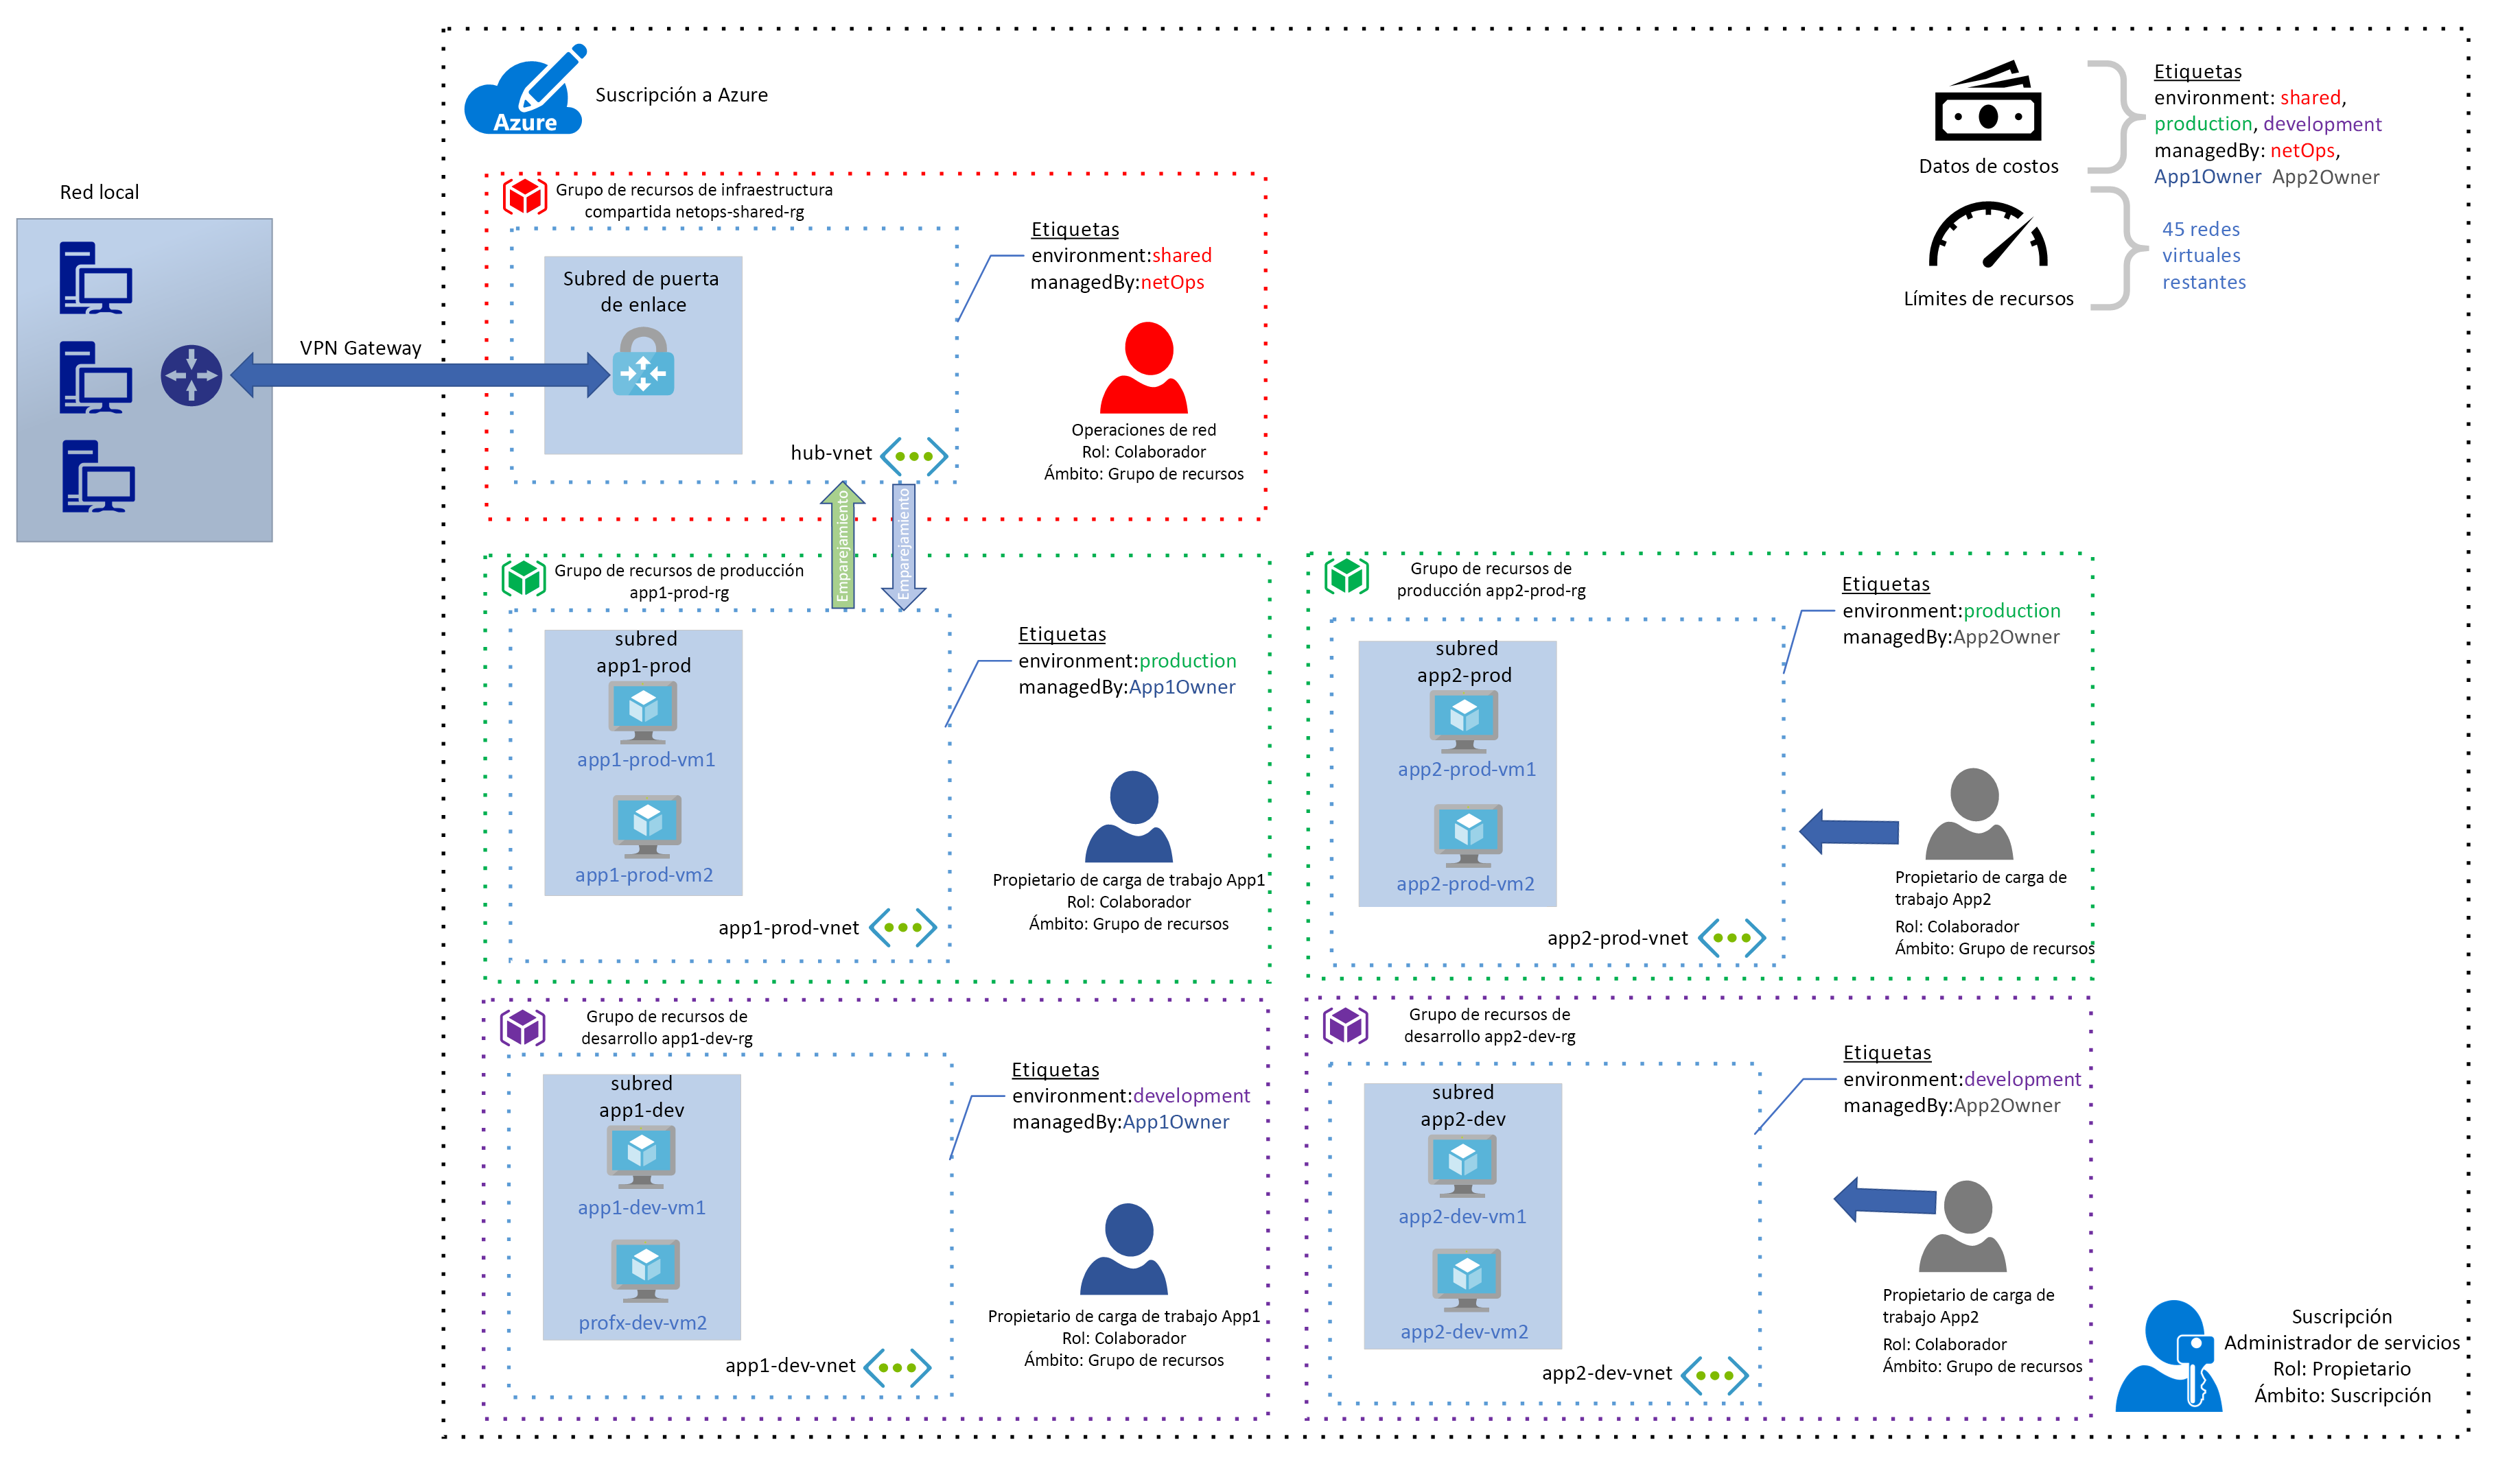 Azure
Suscripción a Azure
Datos de costos
Etiquetas
environment: shared,
production, development
managedBy: netOps,
App1Owner App2Owner
Límites de recursos
45 redes
virtuales
restantes
Red local
VPN Gateway
Grupo de recursos de infraestructura
compartida netops-shared-rg
Subred de puerta
de enlace
hub-vnet
Etiquetas
environment:shared
managedBy:netOps
Operaciones de red
Rol: Colaborador
Ámbito: Grupo de recursos
Emparejamiento
Emparejamiento
Grupo de recursos de producción
app1-prod-rg
subred
app1-prod
app1-prod-vm1
app1-prod-vm2
app1-prod-vnet
Etiquetas
environment:production
managedBy:App1Owner
Propietario de carga de trabajo App1
Rol: Colaborador
Ámbito: Grupo de recursos
Grupo de recursos de
producción app2-prod-rg
subred
app2-prod
app2-prod-vm1
app2-prod-vm2
app2-prod-vnet
Etiquetas
environment:production
managedBy:App2Owner
Propietario de carga de
trabajo App2
Rol: Colaborador
Ámbito: Grupo de recursos
Grupo de recursos de
desarrollo app1-dev-rg
subred
app1-dev
app1-dev-vm1
profx-dev-vm2
app1-dev-vnet
Etiquetas
environment:development
managedBy:App1Owner
Propietario de carga de trabajo App1
Rol: Colaborador
Ámbito: Grupo de recursos
Grupo de recursos de
desarrollo app2-dev-rg
subred
app2-dev
app2-dev-vm1
app2-dev-vm2
app2-dev-vnet
Etiquetas
environment:development
managedBy:App2Owner
Propietario de carga de
trabajo App2
Rol: Colaborador
Ámbito: Grupo de recursos
Suscripción
Administrador de servicios
Rol: Propietario
Ámbito: Suscripción